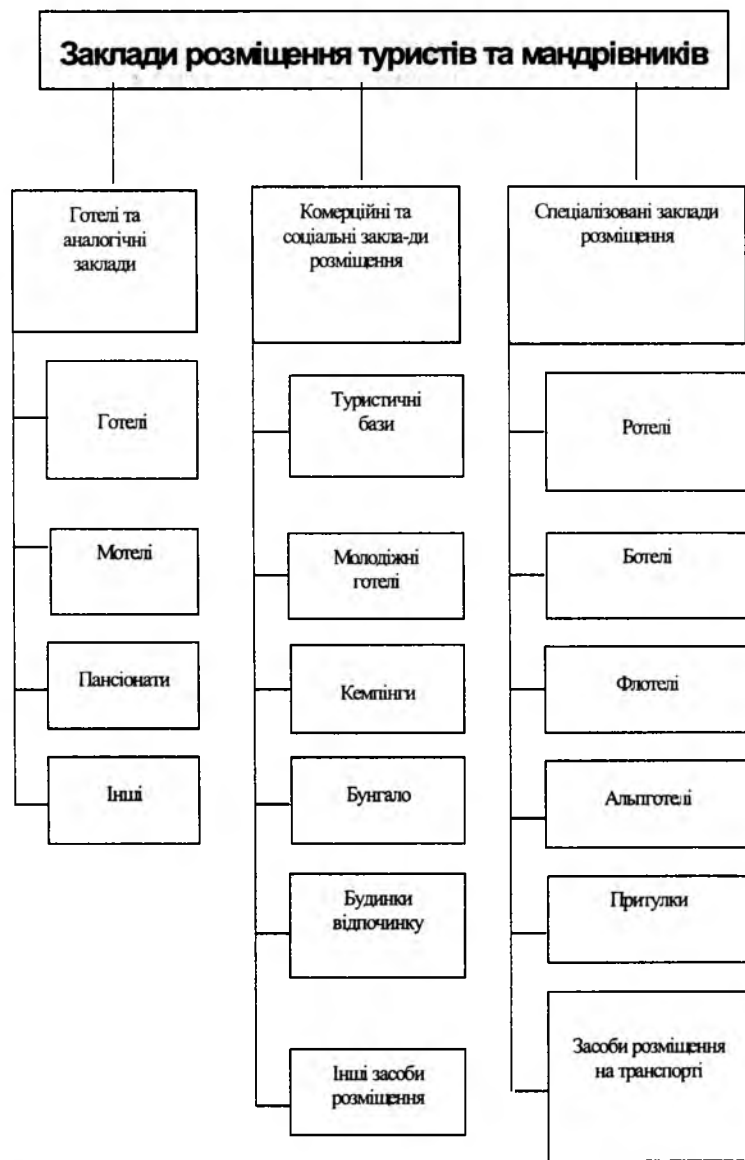 Заклади розміщення туристів та мандрівників
Готелі та
аналогічні
заклади
Готелі
Мотелі
Пансіонати
Інші
Комерційні та
соціальні закла-ди
розміщення
Туристичні
бази
Молодіжні
готелі
Кемпінги
Бунгало
Будинки
відпочинку
Інші засоби
розміщення
Спеціалізовані заклади
розміщення
Ротелі
Ботелі
Флотелі
Альпготелі
Притулки
Засоби розміщення
на транспорті